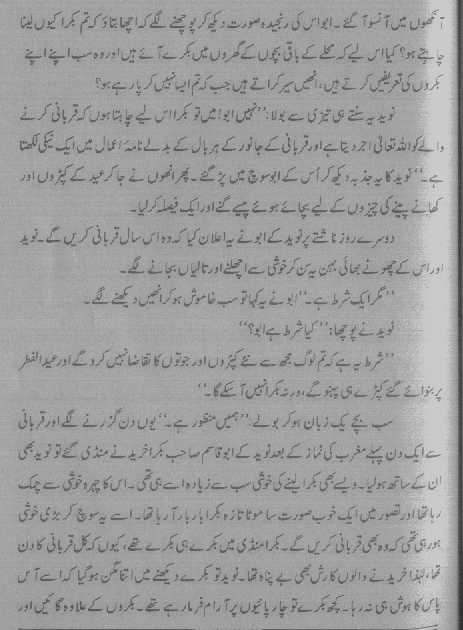 آنکھوں میں آنسو آ گئے۔ ابو اس کی رنجیدہ صورت دیکھ کر پوچھنے لگے کہ اچھا بتاؤ کہ تم بکرا کیوں لینا
چاہتے ہو؟ کیا اس لیے کہ محلے کے باقی بچوں کے گھروں میں بکرے آئے ہیں اور وہ سب اپنے اپنے
بکروں کی تعریفیں کرتے ہیں، انھیں سیر کراتے ہیں جب کہ تم ایسا نہیں کر پا رہے ہو؟
نوید یہ سنتے ہی تیزی سے بولا: ’’نہیں ابو! میں تو بکرا اس لیے چاہتا ہوں کہ قربانی کرنے
والے کو اللہ تعالیٰ اجر دیتا ہے اور قربانی کے جانور کے ہر بال کے بدلے نامۂ اعمال میں ایک نیکی لکھتا
ہے۔‘‘ نوید کا یہ جذبہ دیکھ کر اُس کے ابو سوچ میں پڑ گئے۔ پھر انھوں نے جا کر عید کے کپڑوں اور
کھانے پینے کی چیزوں کے لیے بچائے ہوئے پیسے گنے اور ایک فیصلہ کر لیا۔
دوسرے روز ناشتے پر نوید کے ابو نے یہ اعلان کیا کہ وہ اس سال قربانی کریں گے۔ نوید
اور اس کے چھوٹے بھائی بہن یہ سن کر خوشی سے اچھلنے اور تالیاں بجانے لگے۔
’’مگر ایک شرط ہے۔‘‘ ابو نے یہ کہا تو سب خاموش ہو کر انھیں دیکھنے لگے۔
نوید نے پوچھا: ’’کیا شرط ہے ابو؟‘‘
’’شرط یہ ہے کہ تم لوگ مجھ سے نئے کپڑوں اور جوتوں کا تقاضا نہیں کرو گے اور عید الفطر
پر بنوائے گئے کپڑے ہی پہنو گے، ورنہ بکرا نہیں آ سکے گا۔‘‘
سب بچے یک زبان ہو کر بولے: ’’ہمیں منظور ہے۔‘‘ یوں دن گزرنے لگے اور قربانی
سے ایک دن پہلے مغرب کی نماز کے بعد نوید کے ابو قاسم صاحب بکرا خریدنے منڈی گئے تو نوید بھی
ان کے ساتھ ہو لیا۔ ویسے بھی بکرا لینے کی خوشی سب سے زیادہ اسے ہی تھی۔ اس کا چہرہ خوشی سے چمک
رہا تھا اور تصور میں ایک خوب صورت سا موٹا تازہ بکرا بار بار آ رہا تھا۔ اسے یہ سوچ کر بڑی خوشی
ہو رہی تھی کہ وہ بھی قربانی کریں گے۔ بکرا منڈی میں بکرے ہی بکرے تھے، کیوں کہ کل قربانی کا دن
تھا، لہٰذا خریدنے والوں کا رش بھی بے پناہ تھا۔ نوید تو بکرے دیکھنے میں اتنا مگن ہو گیا کہ اسے آس
پاس کا ہوش ہی نہ رہا۔ کچھ بکرے تو چارپائیوں پر آرام فرما رہے تھے۔ بکروں کے علاوہ گائیں اور